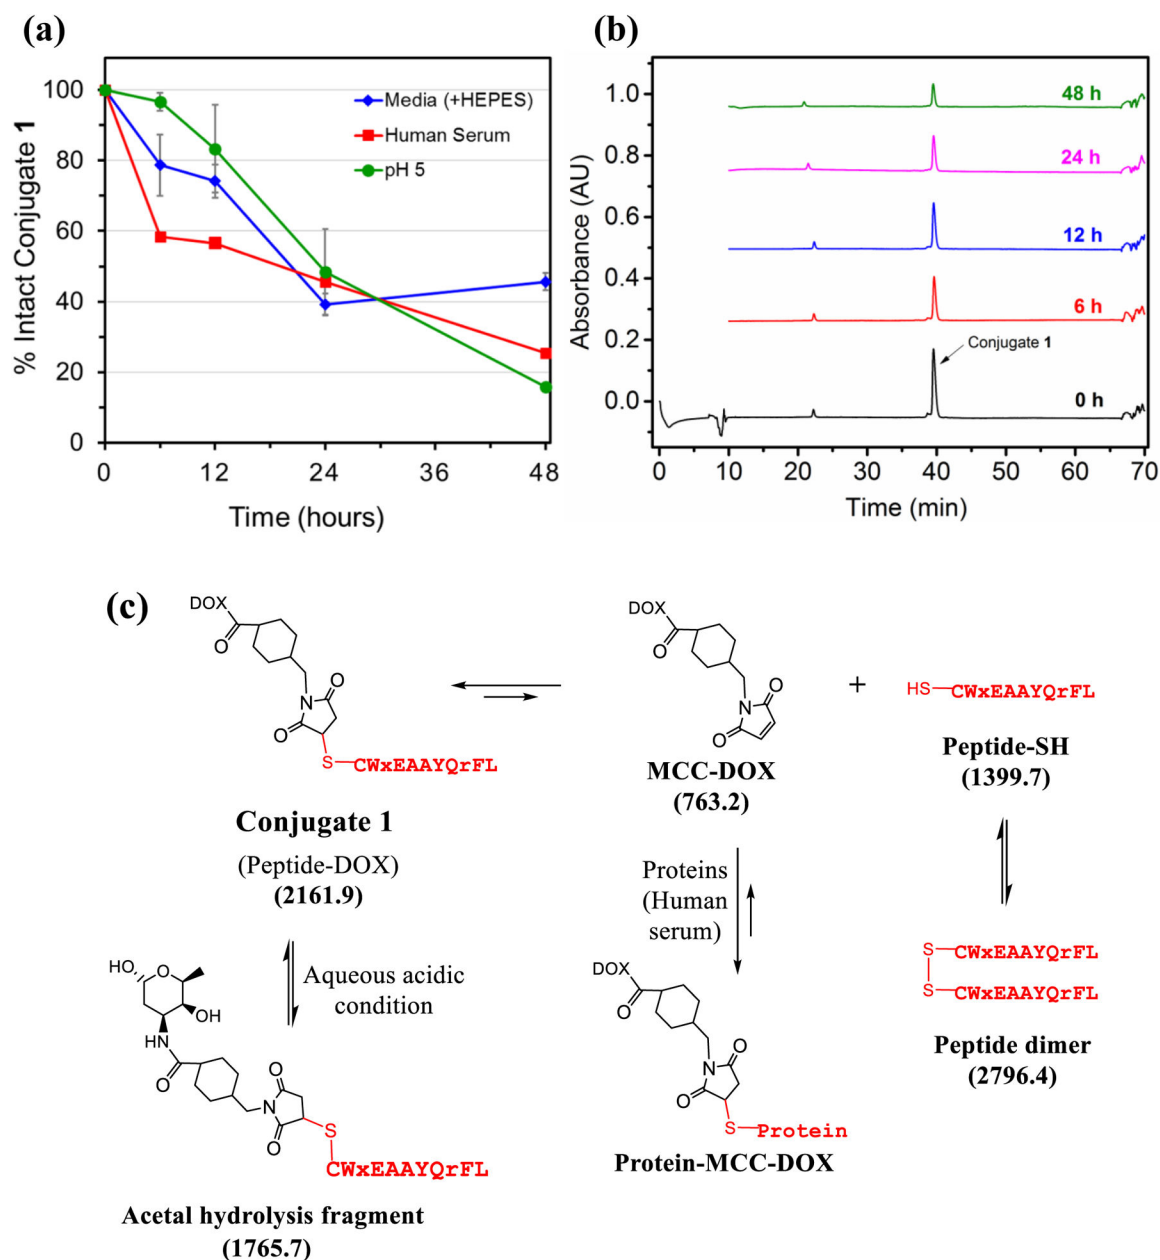 (a)
% Intact Conjugate 1
100
80
60
40
20
0
Media (+HEPES)
Human Serum
pH 5
0
12
24
36
48
Time (hours)
(b)
Absorbance (AU)
1.0
0.8
0.6
0.4
0.2
0.0
48 h
24 h
12 h
6 h
Conjugate 1
0 h
0
10
20
30
40
50
60
70
Time (min)
(c)
DOX
O
O
N
O
S
CWxEAAYQrFL
Conjugate 1
(Peptide-DOX)
(2161.9)
DOX
O
O
N
O
MCC-DOX
(763.2)
+
HS
CWxEAAYQrFL
Peptide-SH
(1399.7)
Aqueous acidic
condition
HO
O
OH
HN
O
O
N
O
S
CWxEAAYQrFL
Acetal hydrolysis fragment
(1765.7)
Proteins
(Human
serum)
DOX
O
O
N
O
S
Protein
Protein-MCC-DOX
S
CWxEAAYQrFL
S
CWxEAAYQrFL
Peptide dimer
(2796.4)